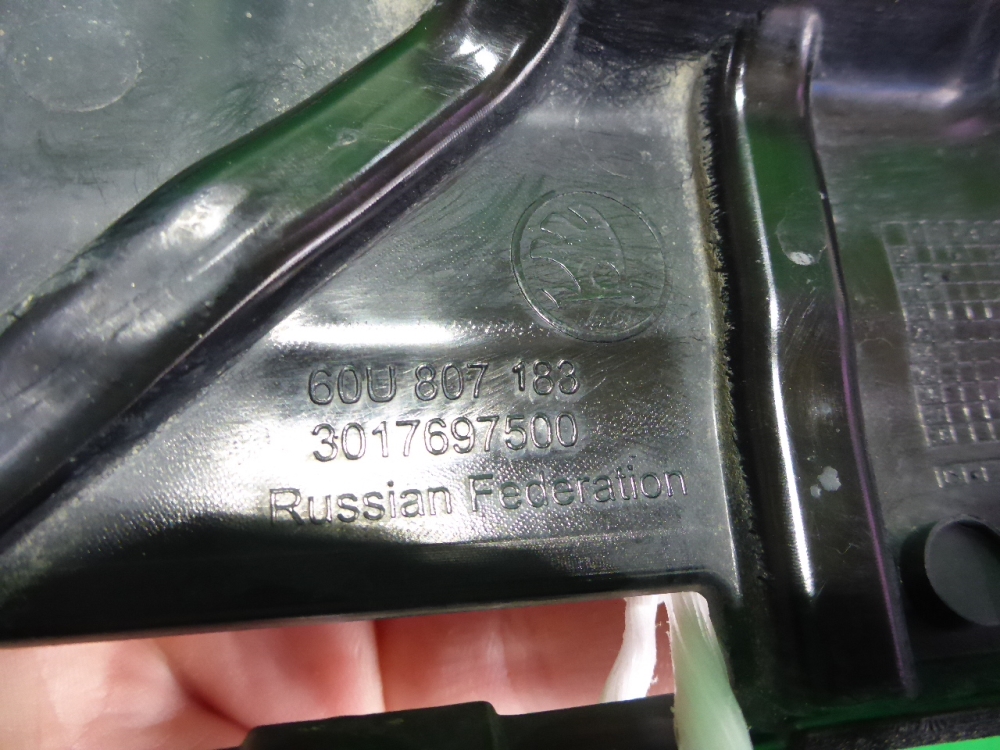 60U 807 183
3017697500
Russian Federation